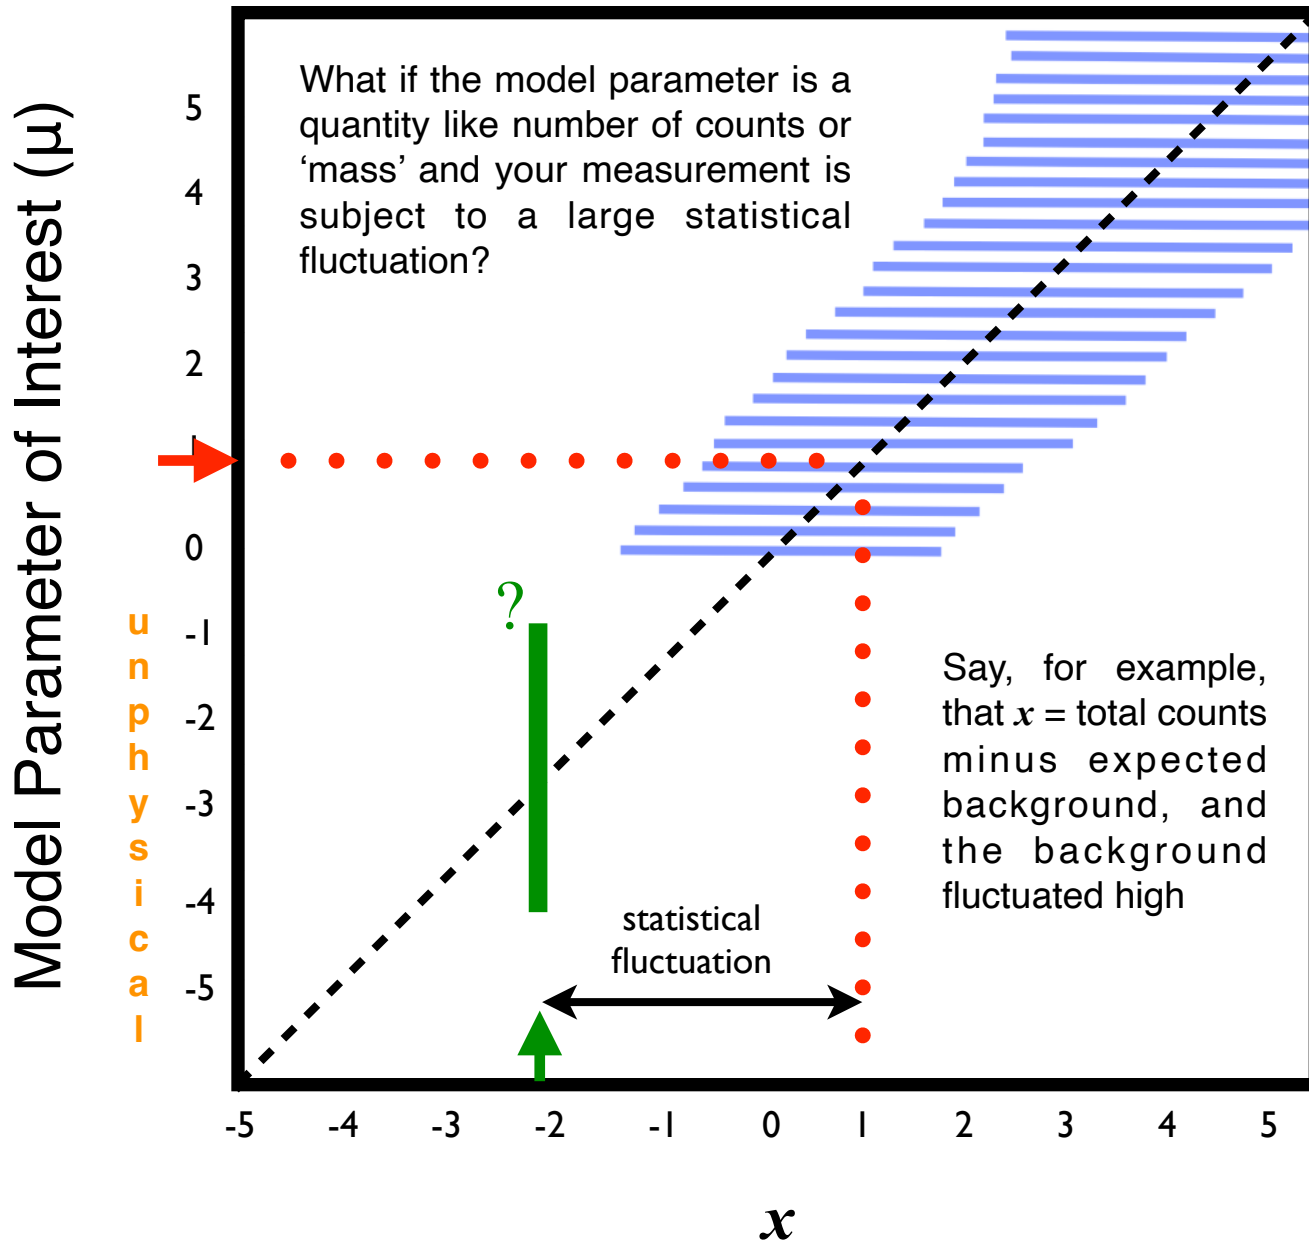 Model Parameter of Interest (μ)
What if the model parameter is a
quantity like number of counts or
‘mass’ and your measurement is
subject to a large statistical
fluctuation?
5
4
3
2
0
-1
-2
-3
-4
-5
unphysical
?
Say, for example,
that x = total counts
minus expected
background, and
the background
fluctuated high
statistical
fluctuation
-5 -4 -3 -2 -1 0 1 2 3 4 5
x